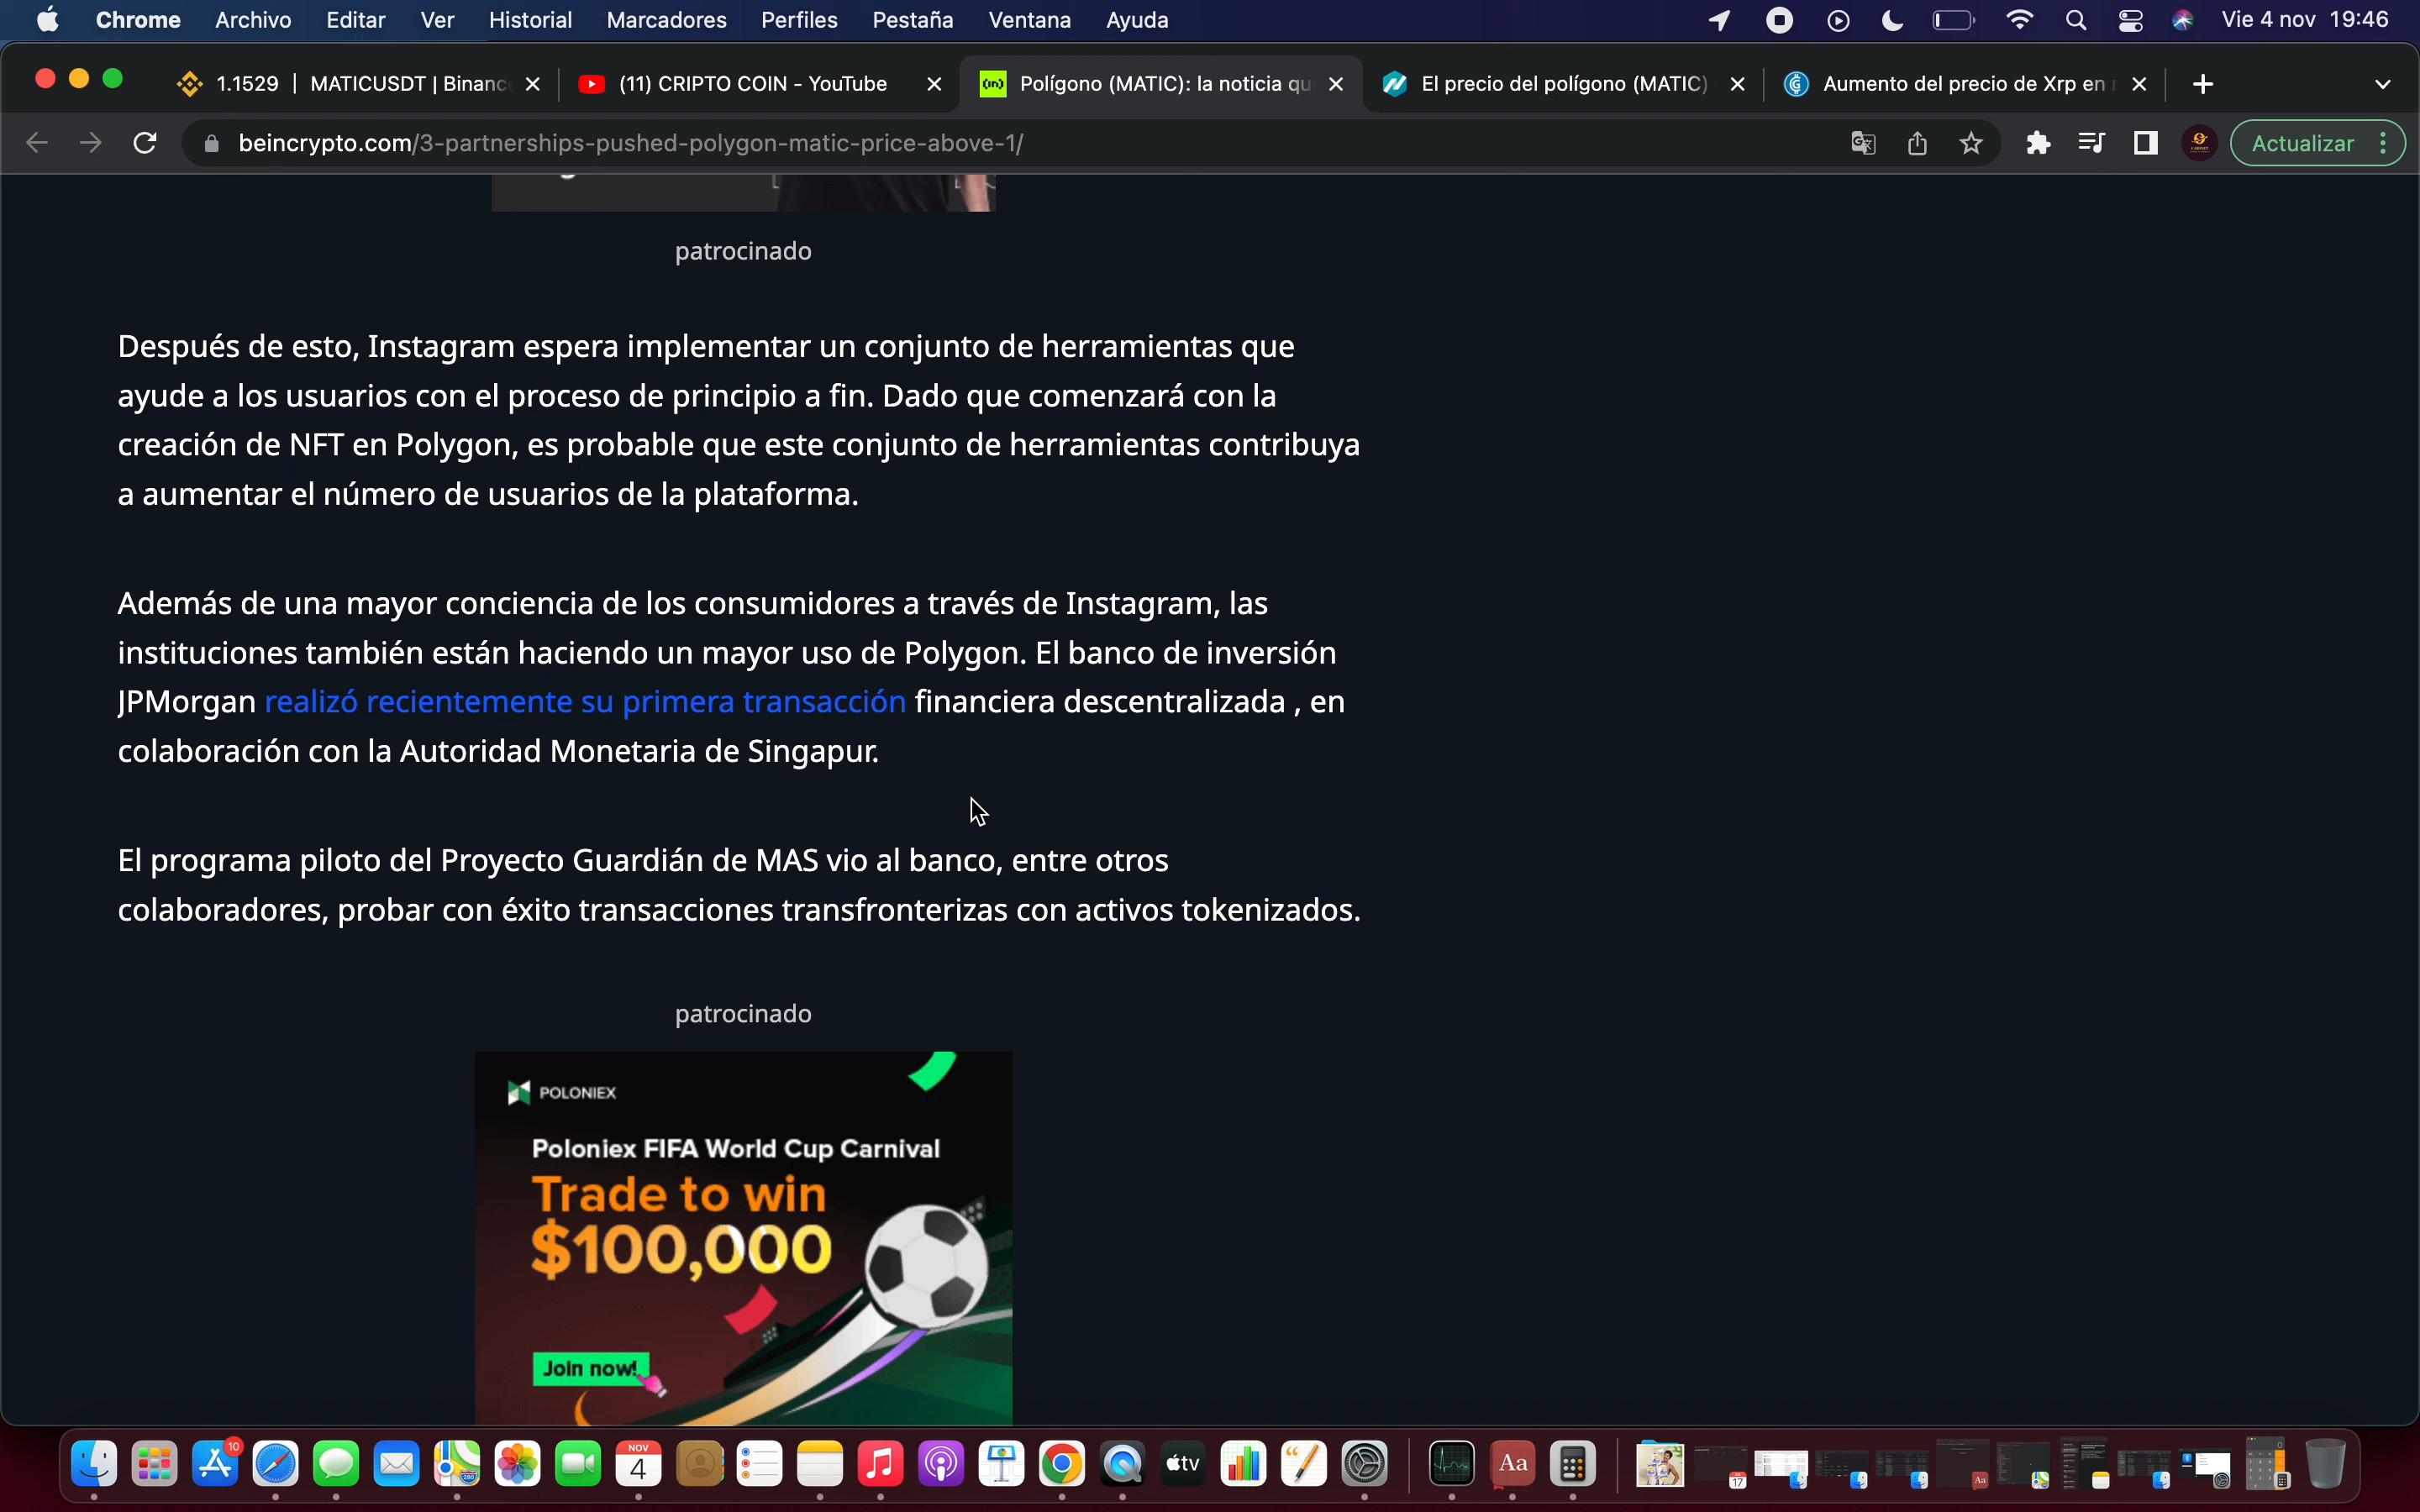 Chrome Archivo Editar Ver Historial Marcadores Perfiles Pestaña Ventana Ayuda Vie 4 nov 19:46
1.1529 | MATICUSDT | Binanc (11) CRIPTO COIN - YouTube Polígono (MATIC): la noticia qu El precio del polígono (MATIC) Aumento del precio de Xrp en
beincrypto.com/3-partnerships-pushed-polygon-matic-price-above-1/ Actualizar
patrocinado
Después de esto, Instagram espera implementar un conjunto de herramientas que
ayude a los usuarios con el proceso de principio a fin. Dado que comenzará con la
creación de NFT en Polygon, es probable que este conjunto de herramientas contribuya
a aumentar el número de usuarios de la plataforma.
Además de una mayor conciencia de los consumidores a través de Instagram, las
instituciones también están haciendo un mayor uso de Polygon. El banco de inversión
JPMorgan realizó recientemente su primera transacción financiera descentralizada , en
colaboración con la Autoridad Monetaria de Singapur.
El programa piloto del Proyecto Guardián de MAS vio al banco, entre otros
colaboradores, probar con éxito transacciones transfronterizas con activos tokenizados.
patrocinado
POLONIEX
Poloniex FIFA World Cup Carnival
Trade to win
$100,000
Join now!
10 280 NOV 4 tv Aa 17